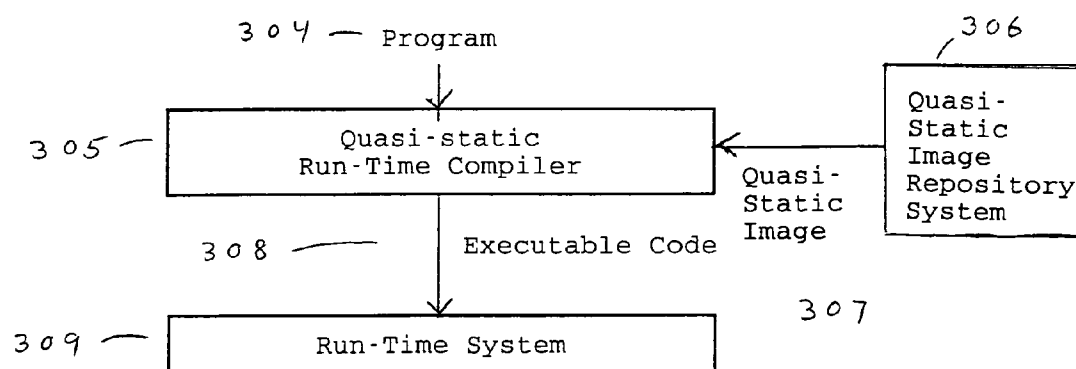 304 Program
306
305
Quasi-static
Run-Time Compiler
Quasi-
Static
Image
Repository
System
Quasi-
Static
Image
308
Executable Code
307
309
Run-Time System